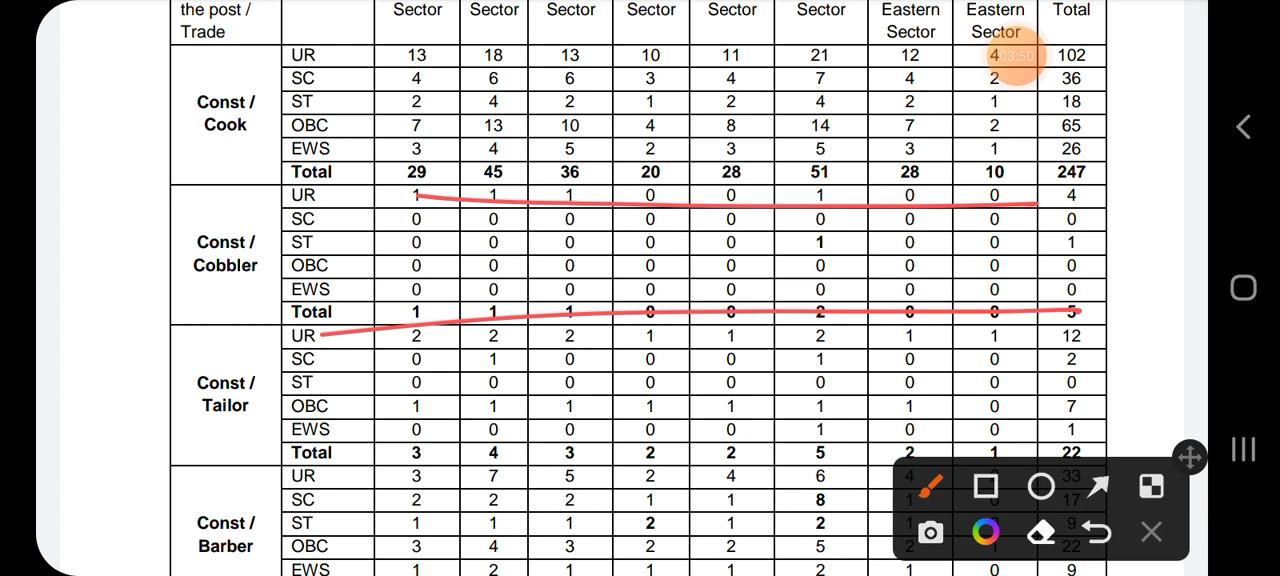 the post / Sector Sector Sector Sector Sector Sector Eastern Eastern Total
Trade Sector Sector
UR 13 18 13 10 11 21 12 4 102
03:50
SC 4 6 6 3 4 7 4 2 36
Const / ST 2 4 2 1 2 4 2 1 18
Cook OBC 7 13 10 4 8 14 7 2 65
EWS 3 4 5 2 3 5 3 1 26
Total 29 45 36 20 28 51 28 10 247
UR 1 1 1 0 0 1 0 0 4
SC 0 0 0 0 0 0 0 0 0
Const / ST 0 0 0 0 0 1 0 0 1
Cobbler OBC 0 0 0 0 0 0 0 0 0
EWS 0 0 0 0 0 0 0 0 0
Total 1 1 1 0 0 2 0 0 5
UR 2 2 2 1 1 2 1 1 12
SC 0 1 0 0 0 1 0 0 2
Const / ST 0 0 0 0 0 0 0 0 0
Tailor OBC 1 1 1 1 1 1 1 0 7
EWS 0 0 0 0 0 1 0 0 1
Total 3 4 3 2 2 5 2 1 22
UR 3 7 5 2 4 6 4 33
SC 2 2 2 1 1 8 1 0 17
Const / ST 1 1 1 2 1 2 1 9
Barber OBC 3 4 3 2 2 5 2 1 22
EWS 1 2 1 1 1 2 1 0 9